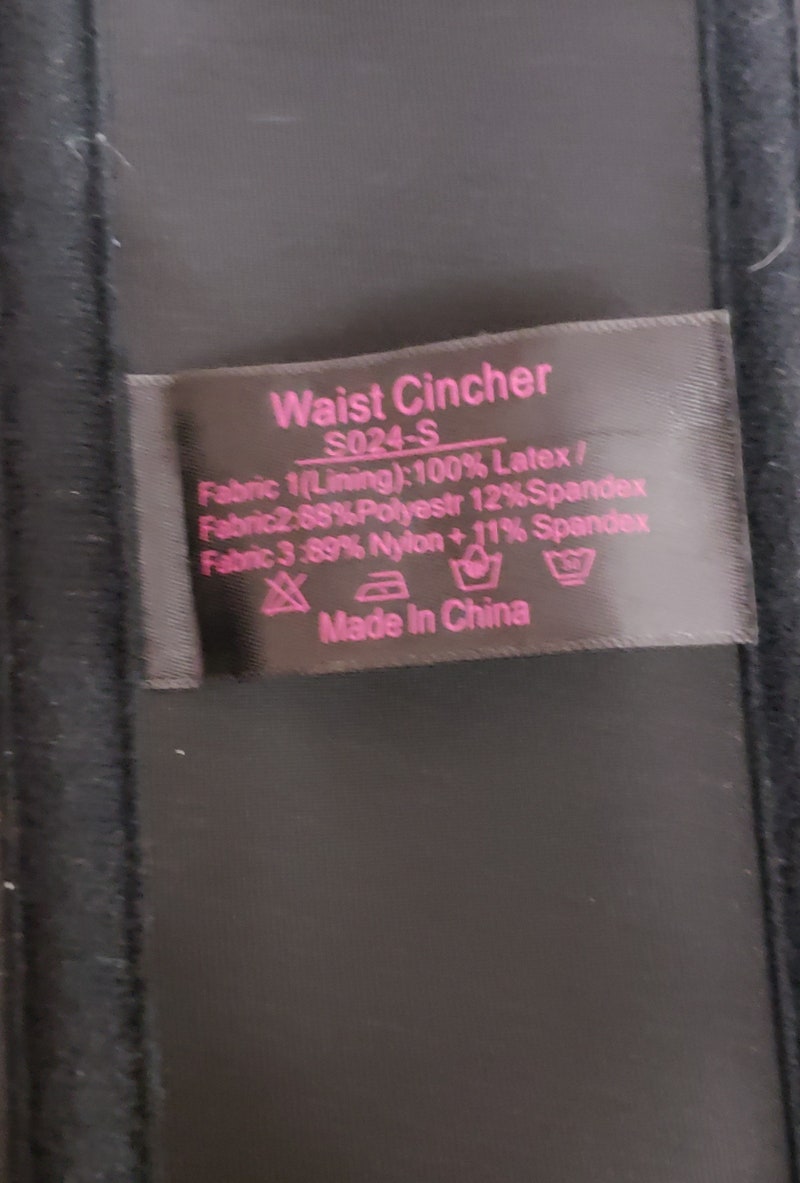 Waist Cincher
S024-S
Fabric 1(Lining):100% Latex /
Fabric2:88%Polyestr 12%Spandex
Fabric 3 :89% Nylon + 11% Spandex
Made In China